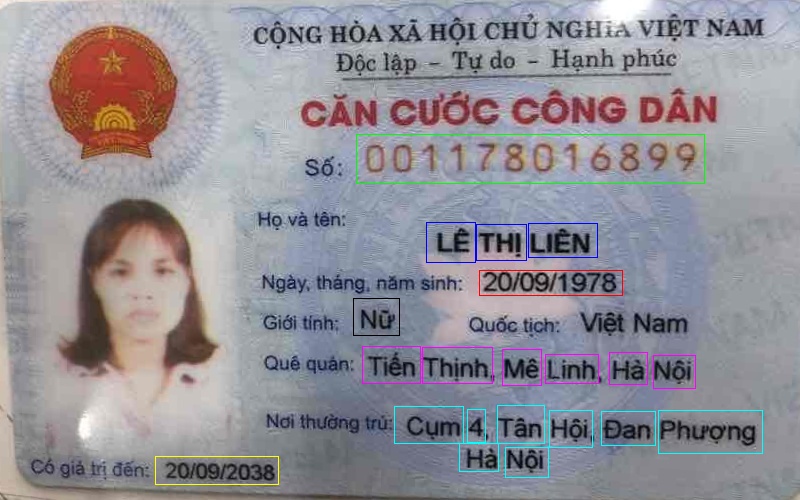 CỘNG HÒA XÃ HỘI CHỦ NGHĨA VIỆT NAM
Độc lập - Tự do - Hạnh phúc
CĂN CƯỚC CÔNG DÂN
Số: 001178016899
Họ và tên:
LÊ THỊ LIÊN
Ngày, tháng, năm sinh: 20/09/1978
Giới tính: Nữ Quốc tịch: Việt Nam
Quê quán: Tiến Thịnh, Mê Linh, Hà Nội
Nơi thường trú: Cụm 4, Tân Hội, Đan Phượng
Hà Nội
Có giá trị đến: 20/09/2038